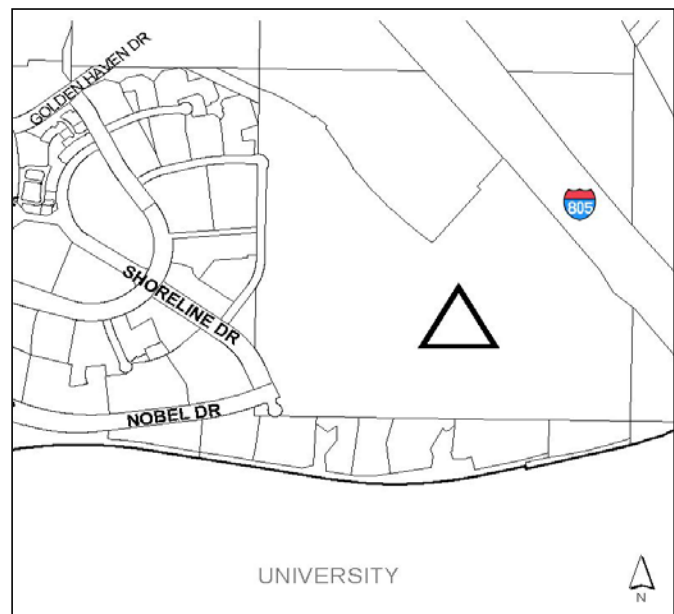 GOLDEN HAVEN DR
805
SHORELINE DR
NOBEL DR
UNIVERSITY
N